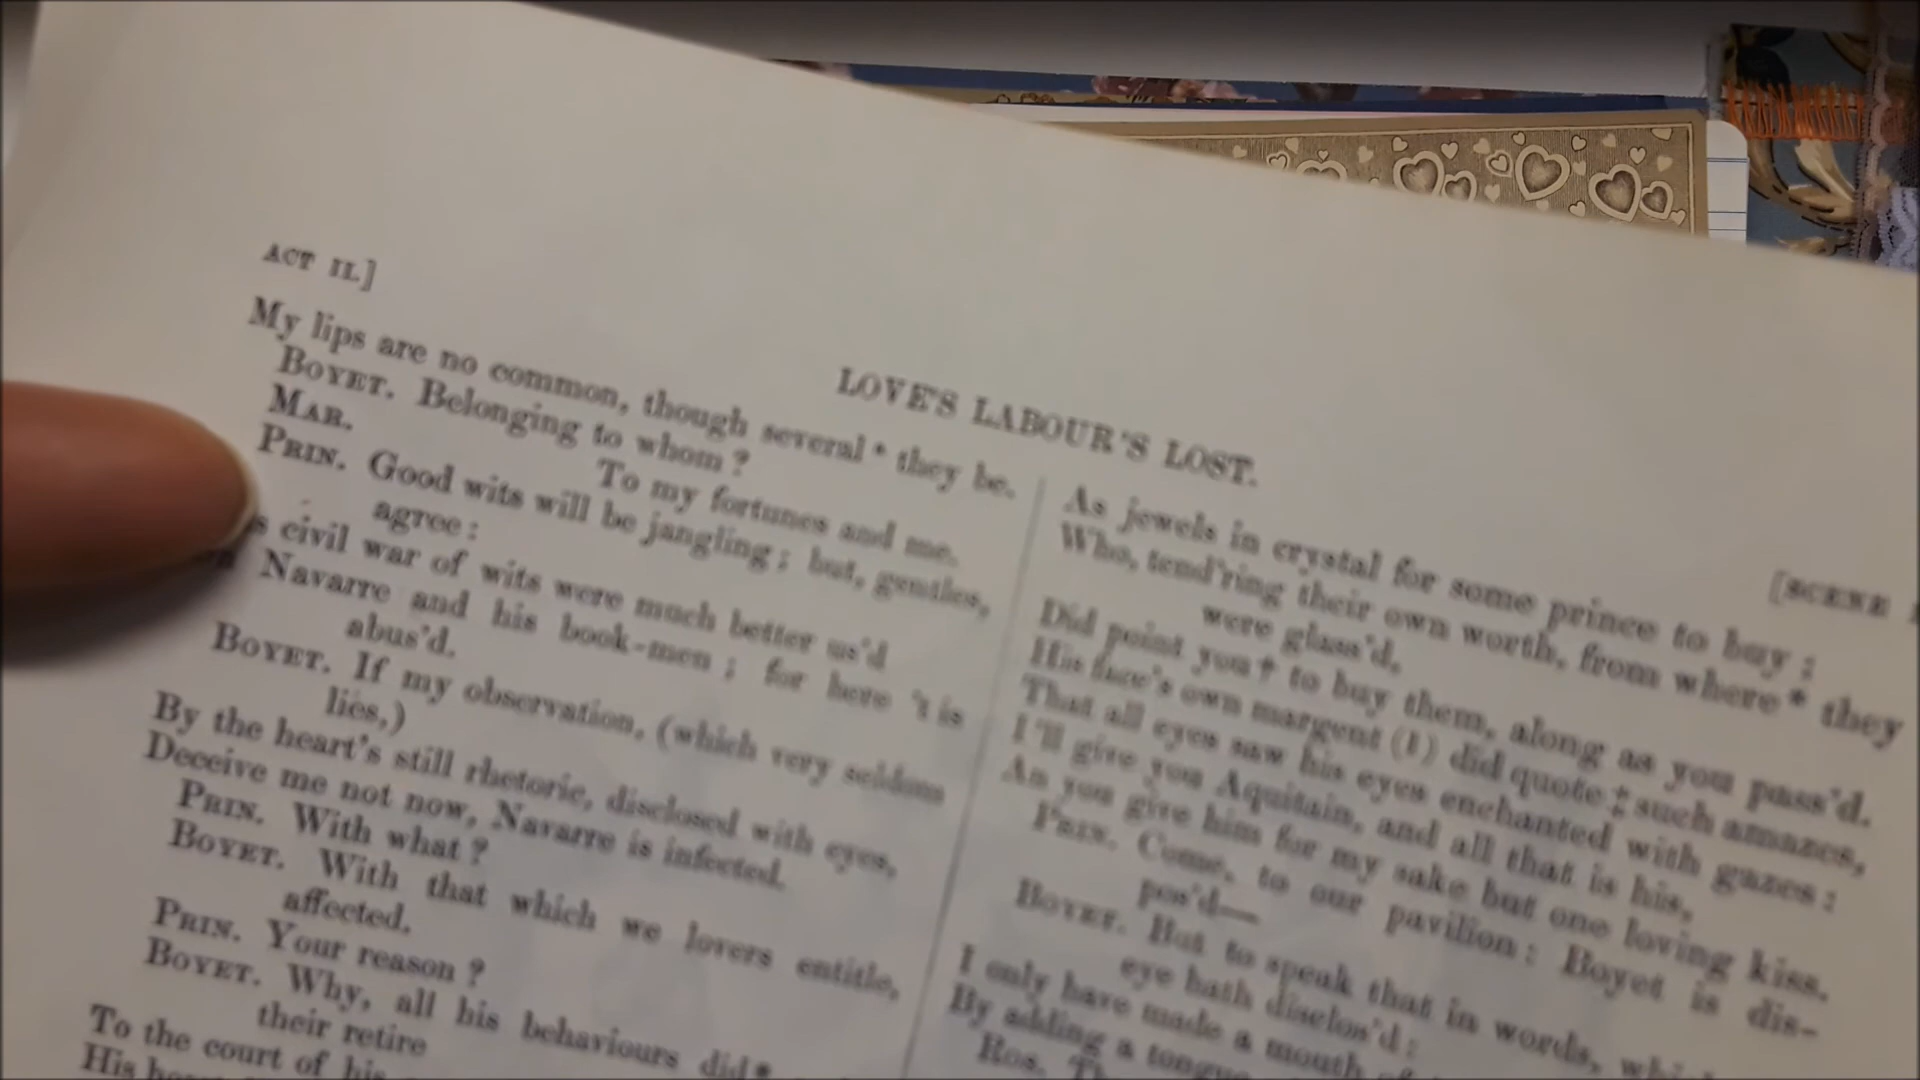 ACT II.]
LOVE'S LABOUR'S LOST.
[SCENE
My lips are no common, though several * they be.
BOYET. Belonging to whom?
MAR. To my fortunes and me.
PRIN. Good wits will be jangling; but, gentles,
agree:
civil war of wits were much better us'd
Navarre and his book-men; for here 't is
abus'd.
BOYET. If my observation, (which very seldom
lies,)
By the heart's still rhetoric, disclosed with eyes,
Deceive me not now, Navarre is infected.
PRIN. With what?
BOYET. With that which we lovers entitle,
affected.
PRIN. Your reason?
BOYET. Why, all his behaviours did*
their retire
To the court of his
His
As jewels in crystal for some prince to buy;
Who, tend'ring their own worth, from where * they
were glass'd,
Did point you † to buy them, along as you pass'd.
His face's own margent (1) did quote ‡ such amazes,
That all eyes saw his eyes enchanted with gazes:
I'll give you Aquitain, and all that is his,
An you give him for my sake but one loving kiss.
PRIN. Come, to our pavilion: Boyet is dis-
pos'd—
BOYET. But to speak that in words,
eye hath disclos'd:
I only have made a mouth of
By adding a tongue
ROS.